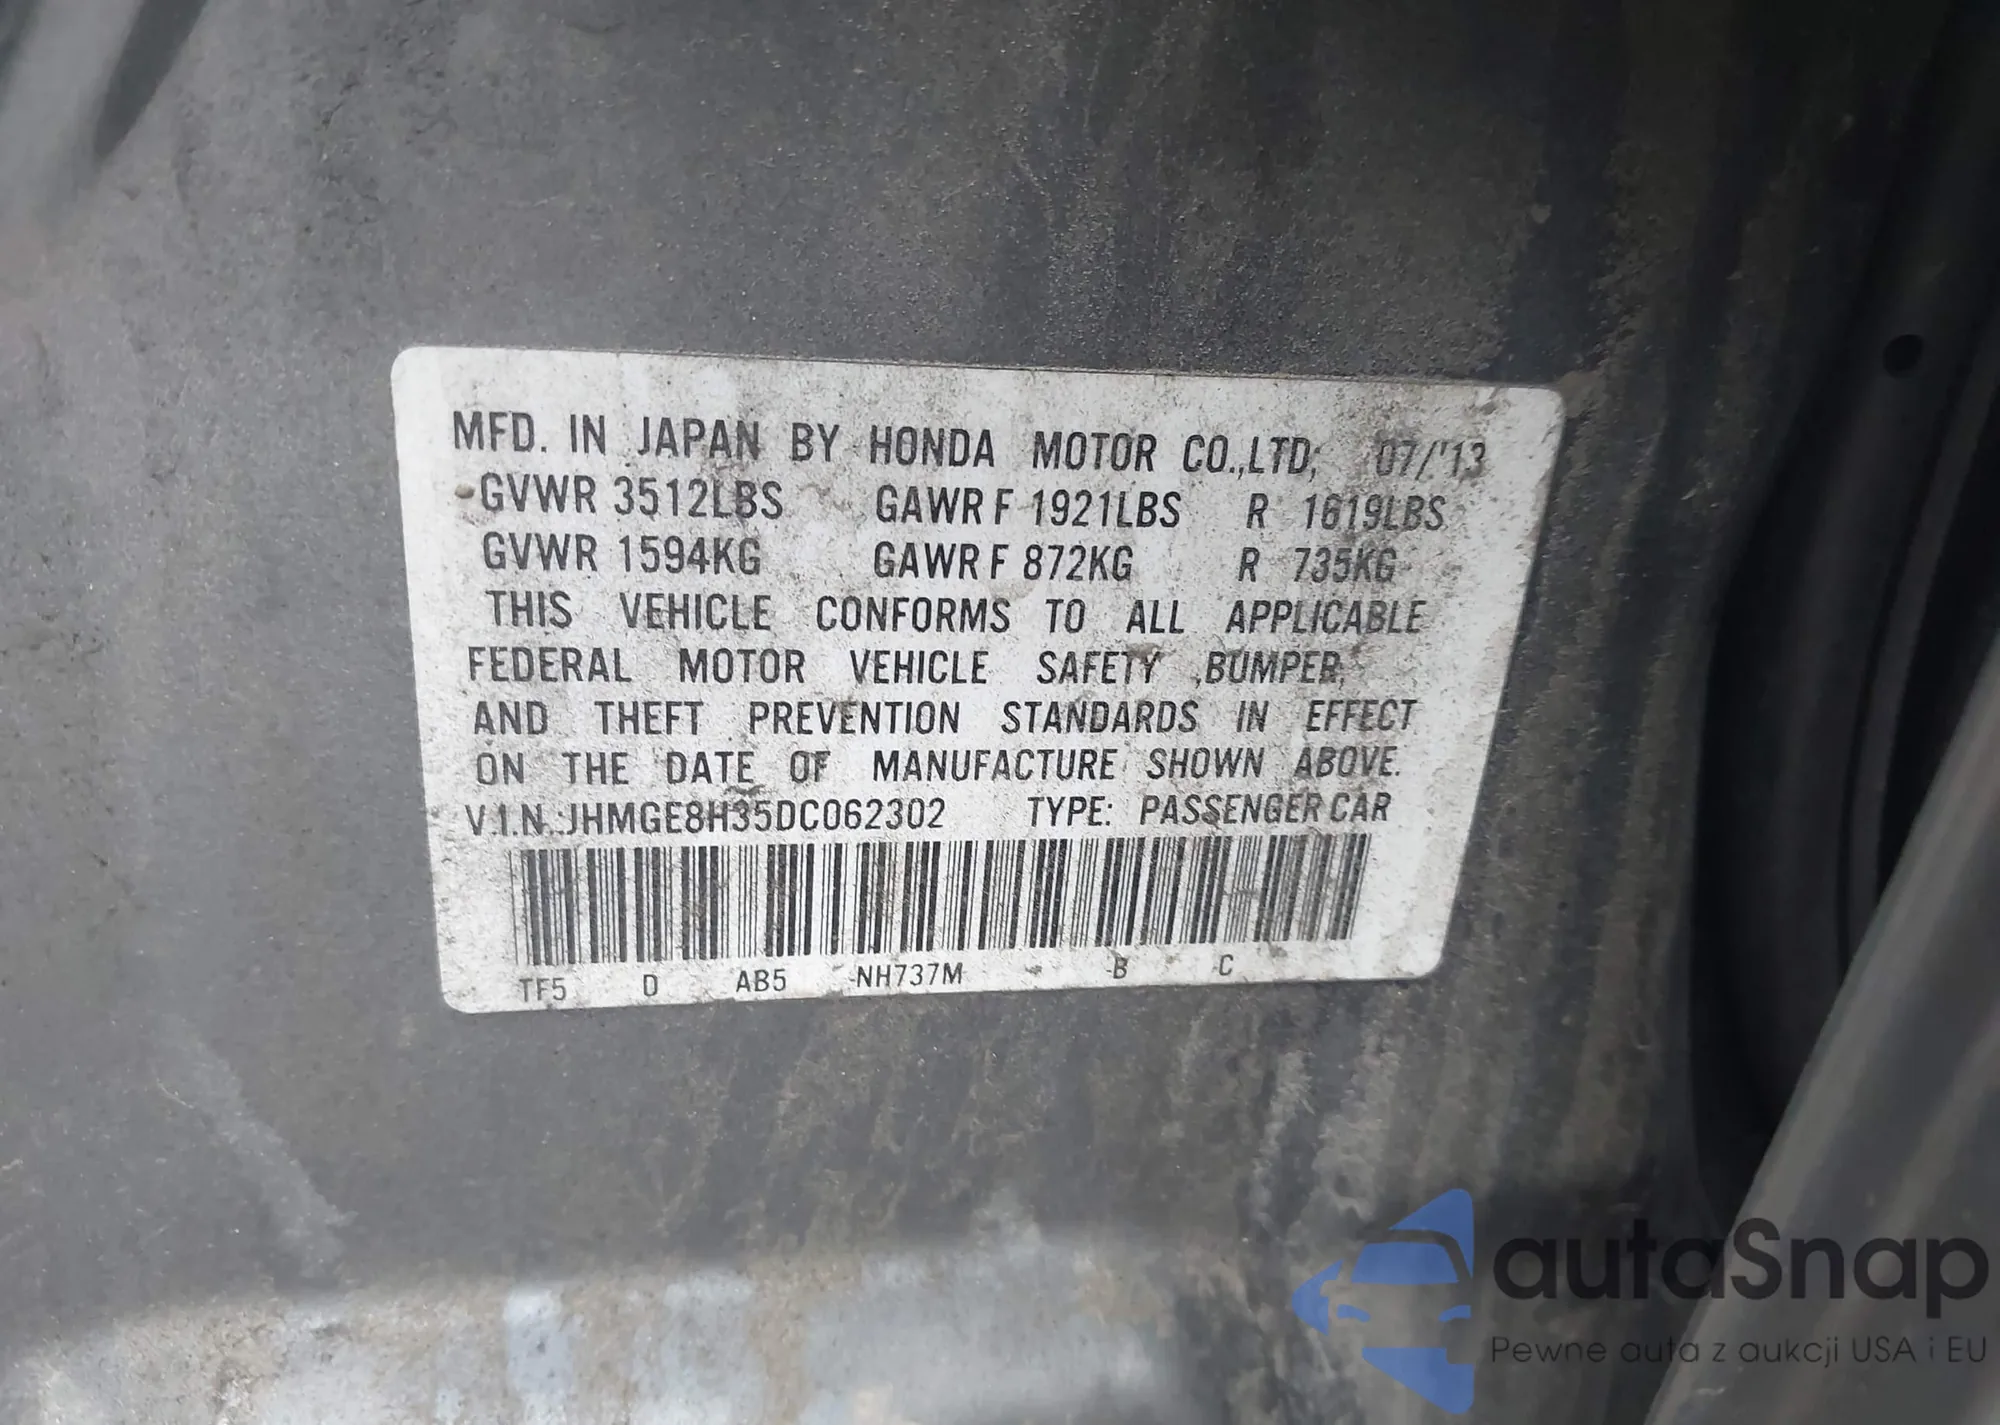 MFD. IN JAPAN BY HONDA MOTOR CO.,LTD; 07/'13
GVWR 3512LBS GAWR F 1921LBS R 1619LBS
GVWR 1594KG GAWR F 872KG R 735KG
THIS VEHICLE CONFORMS TO ALL APPLICABLE
FEDERAL MOTOR VEHICLE SAFETY ,BUMPER,
AND THEFT PREVENTION STANDARDS IN EFFECT
ON THE DATE OF MANUFACTURE SHOWN ABOVE.
V.I.N.:JHMGE8H35DC062302 TYPE: PASSENGER CAR
TF5 D AB5 -NH737M - -B -C
autaSnap
Pewne auta z aukcji USA i EU